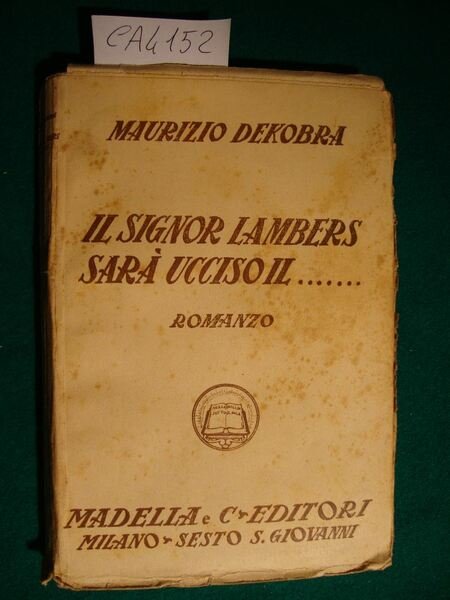 CA4152
MAURIZIO DEKOBRA
IL SIGNOR LAMBERS
SARÀ UCCISO IL .......
ROMANZO
MADELLA e C - EDITORI
MILANO - SESTO S. GIOVANNI